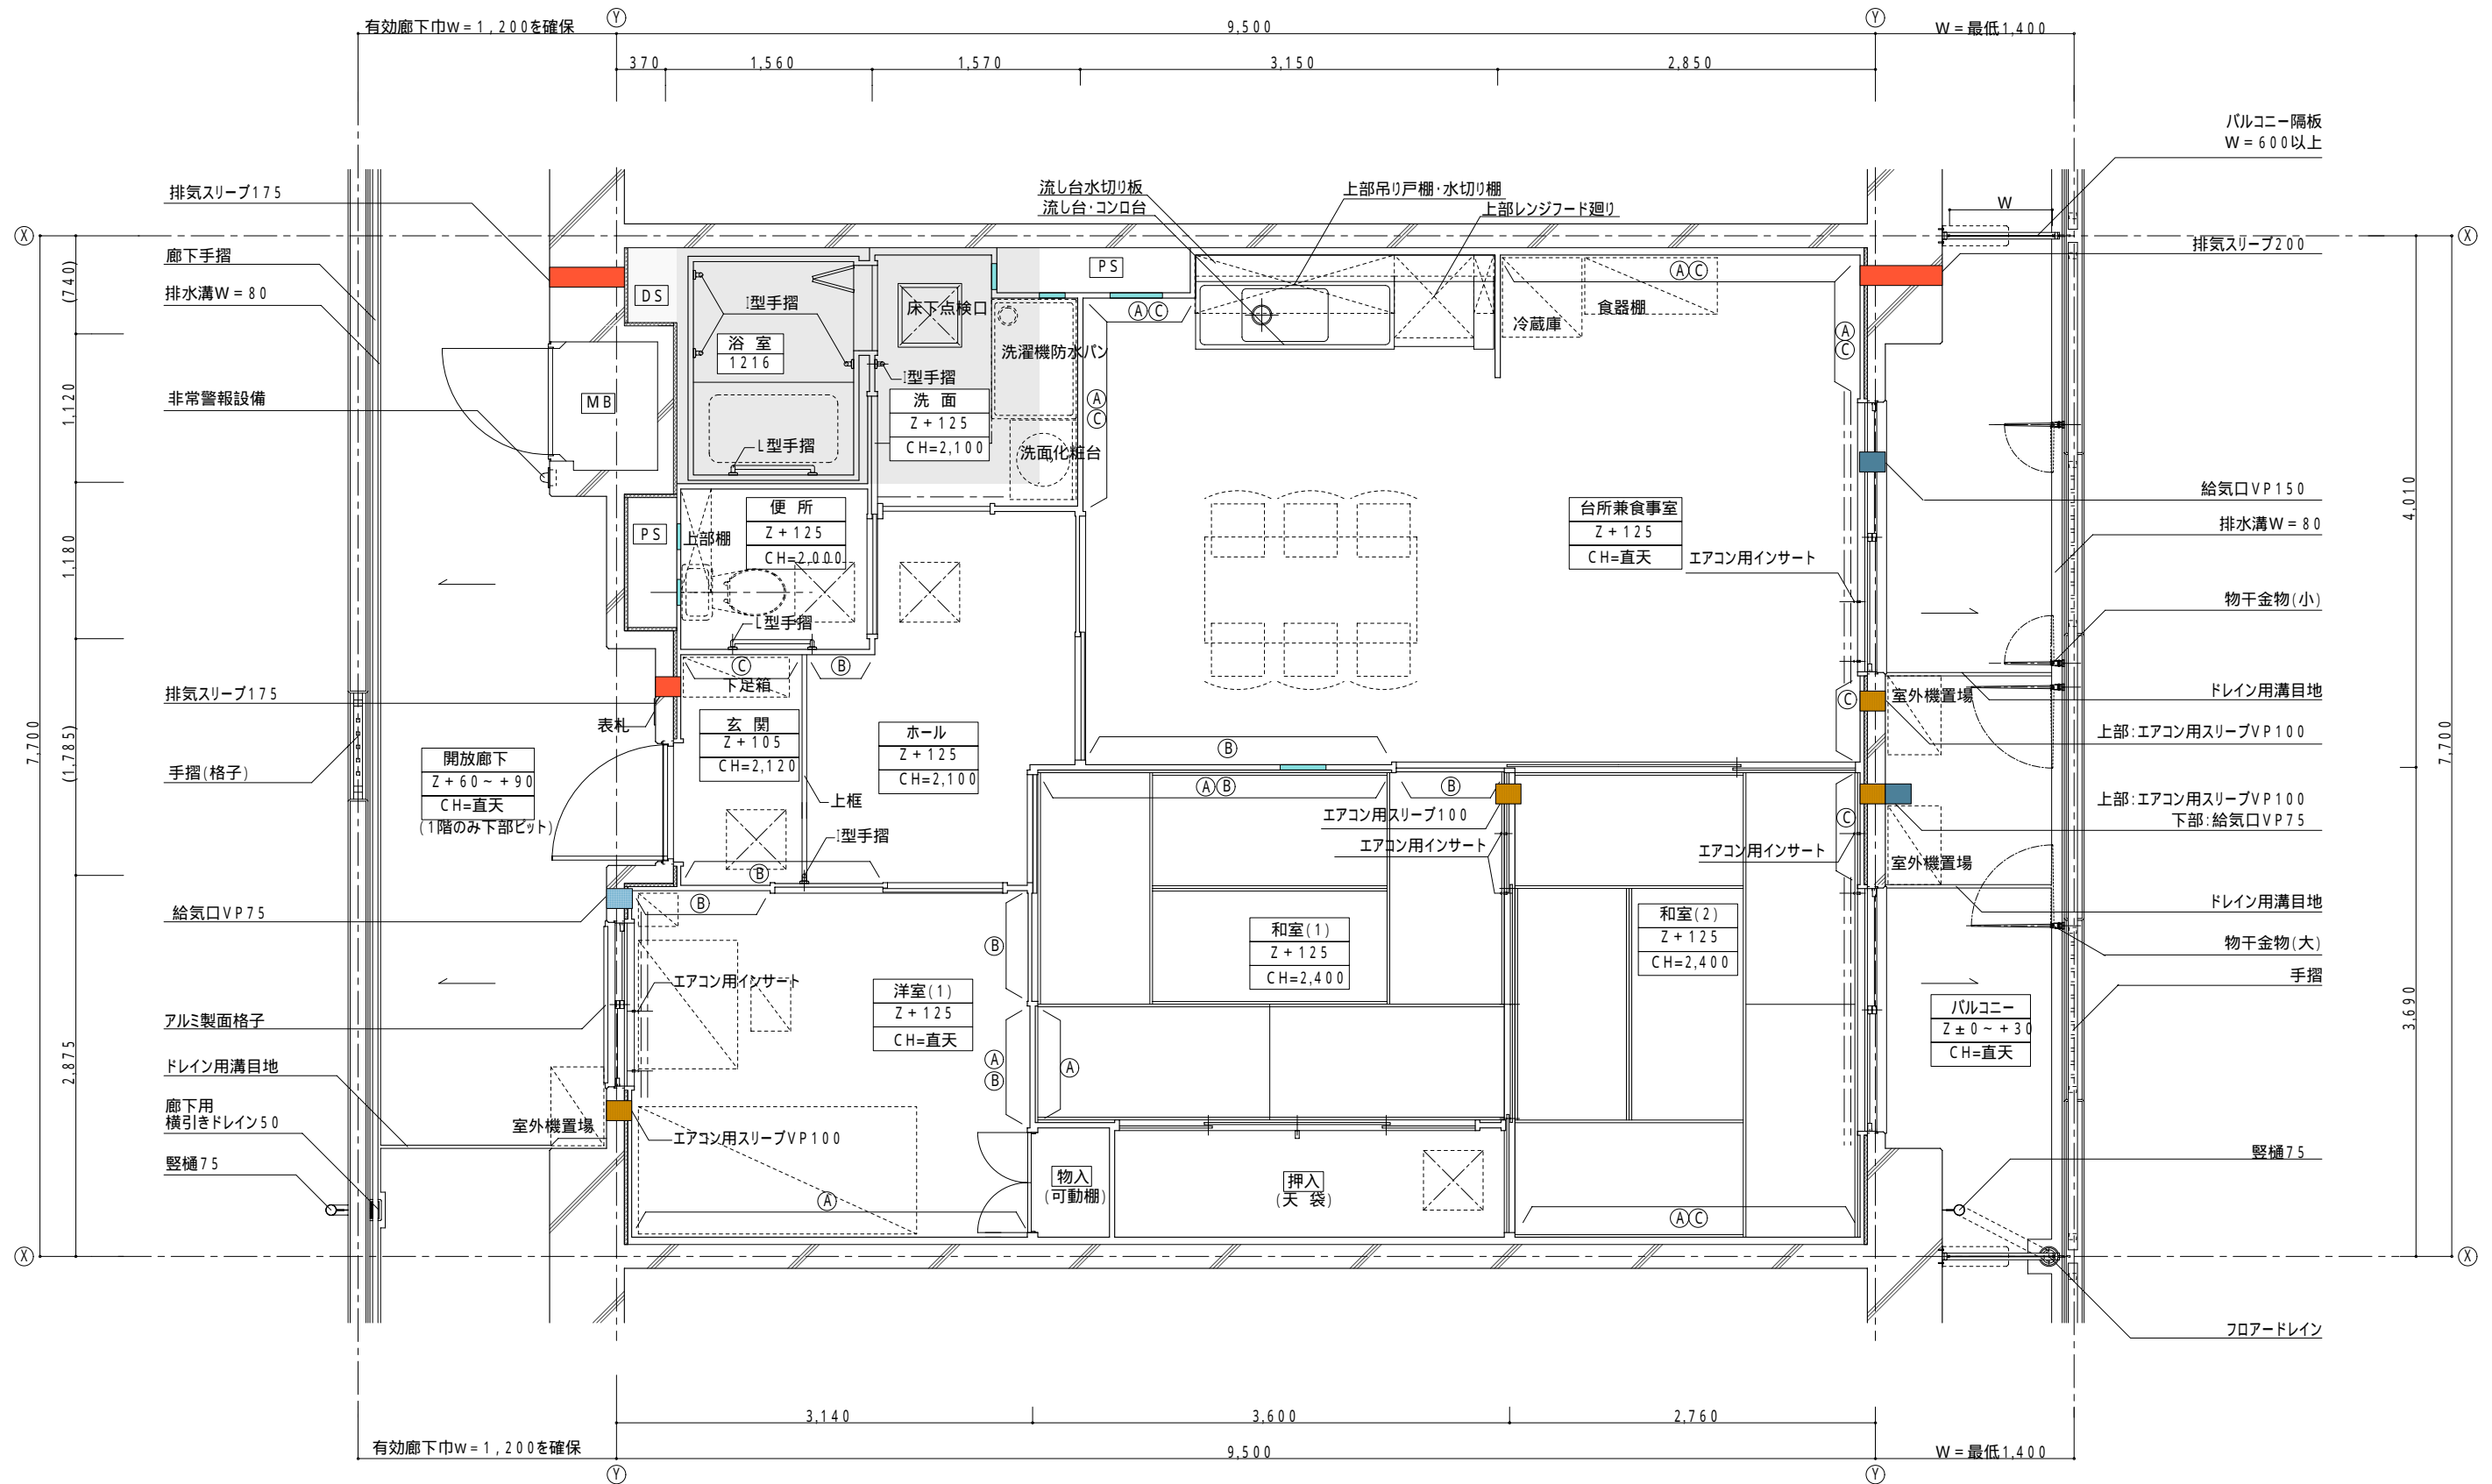 Ⓨ
Ⓨ
有効廊下巾W=1,200を確保
9,500
W=最低1,400
370
1,560
1,570
3,150
2,850
バルコニー隔板
W=600以上
排気スリーブ175
流し台水切り板
流し台・コンロ台
上部吊り戸棚・水切り棚
上部レンジフード廻り
W
Ⓧ
Ⓧ
廊下手摺
排気スリーブ200
(740)
排水溝W=80
DS
PS
I型手摺
床下点検口
ⒶⒸ
冷蔵庫
食器棚
ⒶⒸ
Ⓐ
Ⓒ
浴 室
1216
洗濯機防水パン
I型手摺
1,120
非常警報設備
MB
洗 面
Z+125
CH=2,100
Ⓐ
Ⓒ
L型手摺
洗面化粧台
給気口VP150
4,010
1,180
PS
上部棚
便 所
Z+125
CH=2,000
台所兼食事室
Z+125
CH=直天
エアコン用インサート
排水溝W=80
物干金物(小)
L型手摺
Ⓒ
Ⓑ
下足箱
排気スリーブ175
表札
室外機置場
Ⓒ
ドレイン用溝目地
上部:エアコン用スリーブVP100
7,700
(1,785)
手摺(格子)
開放廊下
Z+60~+90
CH=直天
(1階のみ下部ピット)
玄 関
Z+105
CH=2,120
ホール
Z+125
CH=2,100
Ⓑ
7,700
上框
I型手摺
Ⓑ
ⒶⒷ
Ⓑ
エアコン用スリーブ100
エアコン用インサート
エアコン用インサート
Ⓒ
上部:エアコン用スリーブVP100
下部:給気口VP75
室外機置場
ドレイン用溝目地
給気口VP75
Ⓑ
Ⓑ
和室(1)
Z+125
CH=2,400
和室(2)
Z+125
CH=2,400
物干金物(大)
手摺
エアコン用インサート
洋室(1)
Z+125
CH=直天
バルコニー
Z±0~+30
CH=直天
3,690
アルミ製面格子
2,875
ドレイン用溝目地
Ⓐ
Ⓑ
Ⓐ
廊下用
横引きドレイン50
室外機置場
エアコン用スリーブVP100
竪樋75
物入
(可動棚)
押入
(天 袋)
竪樋75
Ⓐ
ⒶⒸ
Ⓧ
Ⓧ
フロアードレイン
3,140
3,600
2,760
有効廊下巾W=1,200を確保
9,500
W=最低1,400
Ⓨ
Ⓨ